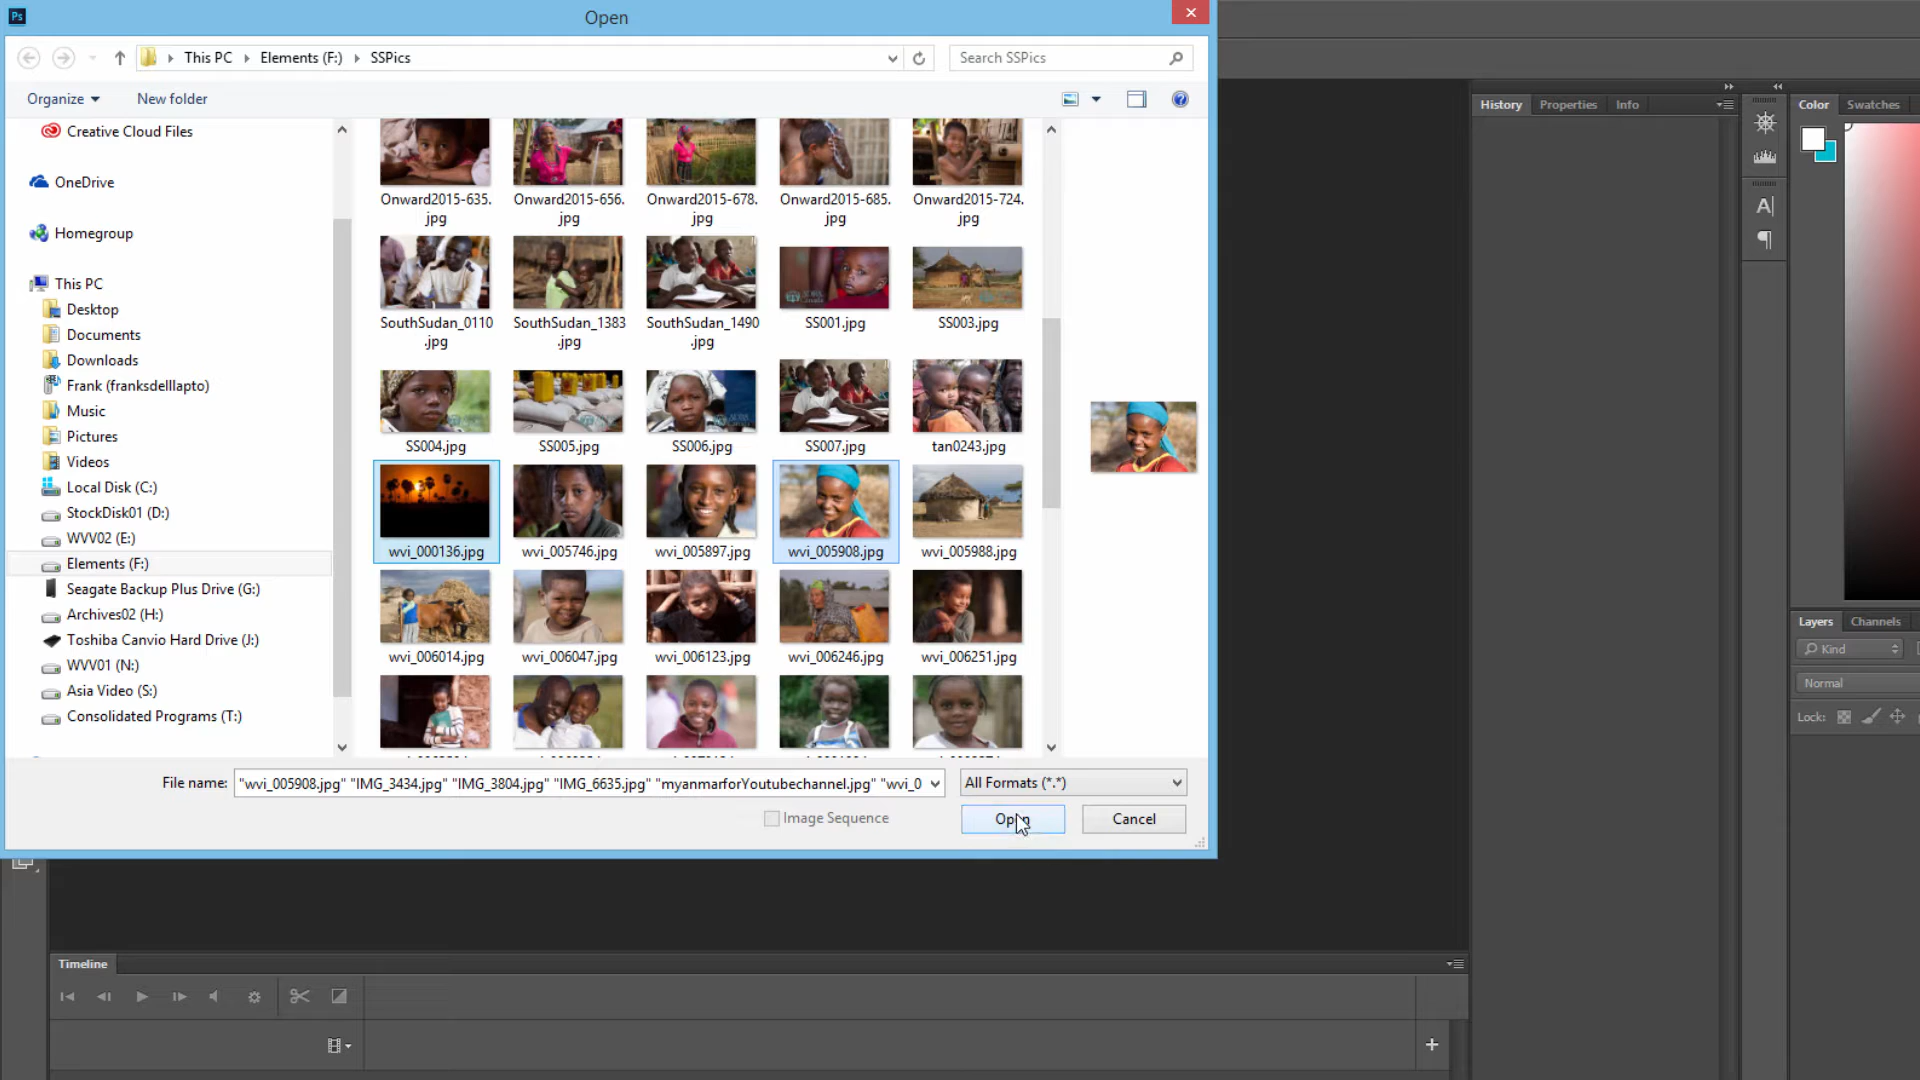 Ps
Open
This PC
Elements (F:)
SSPics
Search SSPics
Organize
New folder
Creative Cloud Files
OneDrive
Homegroup
This PC
Desktop
Documents
Downloads
Frank (franksdelllapto)
Music
Pictures
Videos
Local Disk (C:)
StockDisk01 (D:)
WVV02 (E:)
Elements (F:)
Seagate Backup Plus Drive (G:)
Archives02 (H:)
Toshiba Canvio Hard Drive (J:)
WVV01 (N:)
Asia Video (S:)
Consolidated Programs (T:)
Onward2015-635.jpg
Onward2015-656.jpg
Onward2015-678.jpg
Onward2015-685.jpg
Onward2015-724.jpg
SouthSudan_0110.jpg
SouthSudan_1383.jpg
SouthSudan_1490.jpg
SS001.jpg
SS003.jpg
SS004.jpg
SS005.jpg
SS006.jpg
SS007.jpg
tan0243.jpg
wvi_000136.jpg
wvi_005746.jpg
wvi_005897.jpg
wvi_005908.jpg
wvi_005988.jpg
wvi_006014.jpg
wvi_006047.jpg
wvi_006123.jpg
wvi_006246.jpg
wvi_006251.jpg
File name:
"wvi_005908.jpg" "IMG_3434.jpg" "IMG_3804.jpg" "IMG_6635.jpg" "myanmarforYoutubechannel.jpg" "wvi_0
All Formats (*.*)
Image Sequence
Open
Cancel
History
Properties
Info
Color
Swatches
Layers
Channels
Kind
Normal
Lock:
Timeline